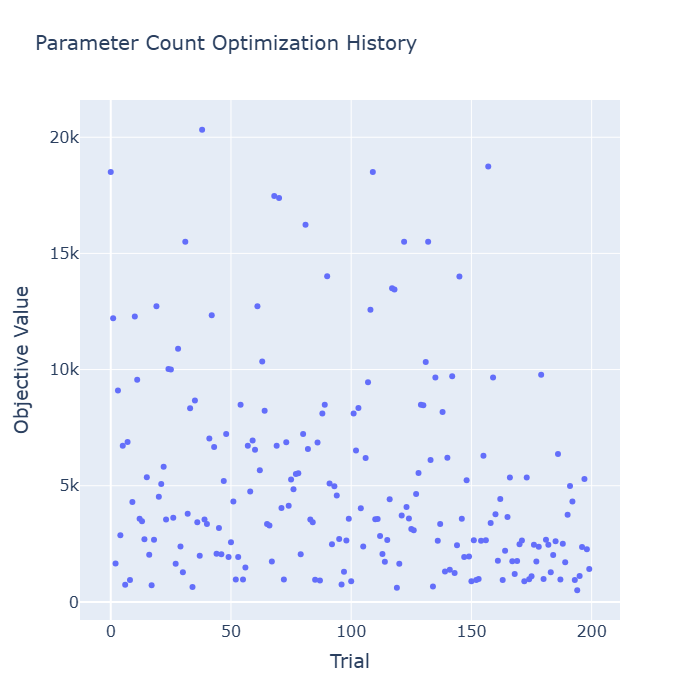 Parameter Count Optimization History
20k
15k
10k
5k
0
Objective Value
0 50 100 150 200
Trial